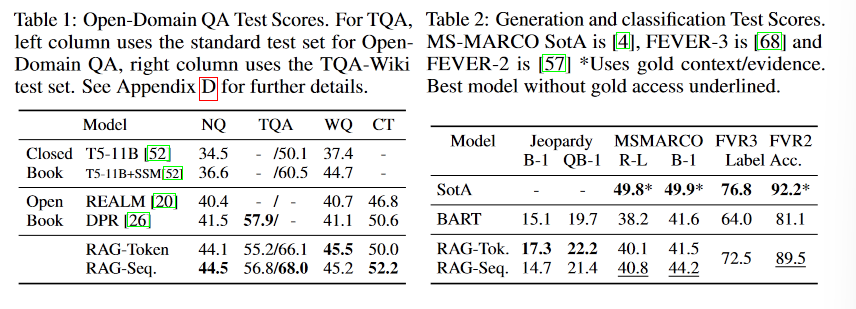 Table 1: Open-Domain QA Test Scores. For TQA,
left column uses the standard test set for Open-
Domain QA, right column uses the TQA-Wiki
test set. See Appendix D for further details.
Model NQ TQA WQ CT
Closed T5-11B [52] 34.5 - /50.1 37.4 -
Book T5-11B+SSM[52] 36.6 - /60.5 44.7 -
Open REALM [20] 40.4 - / - 40.7 46.8
Book DPR [26] 41.5 57.9/ - 41.1 50.6
RAG-Token 44.1 55.2/66.1 45.5 50.0
RAG-Seq. 44.5 56.8/68.0 45.2 52.2
Table 2: Generation and classification Test Scores.
MS-MARCO SotA is [4], FEVER-3 is [68] and
FEVER-2 is [57] *Uses gold context/evidence.
Best model without gold access underlined.
Model Jeopardy MSMARCO FVR3 FVR2
B-1 QB-1 R-L B-1 Label Acc.
SotA - - 49.8* 49.9* 76.8 92.2*
BART 15.1 19.7 38.2 41.6 64.0 81.1
RAG-Tok. 17.3 22.2 40.1 41.5
72.5 89.5
RAG-Seq. 14.7 21.4 40.8 44.2